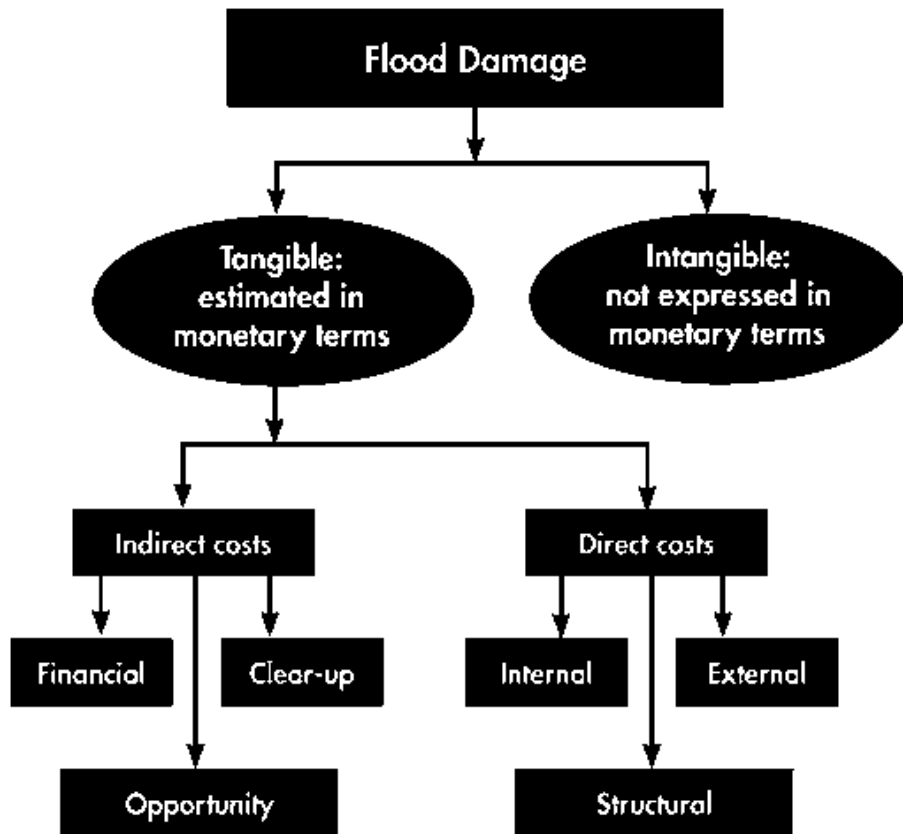 Flood Damage
Tangible:
estimated in
monetary terms
Intangible:
not expressed in
monetary terms
Indirect costs
Direct costs
Financial
Clear-up
Internal
External
Opportunity
Structural